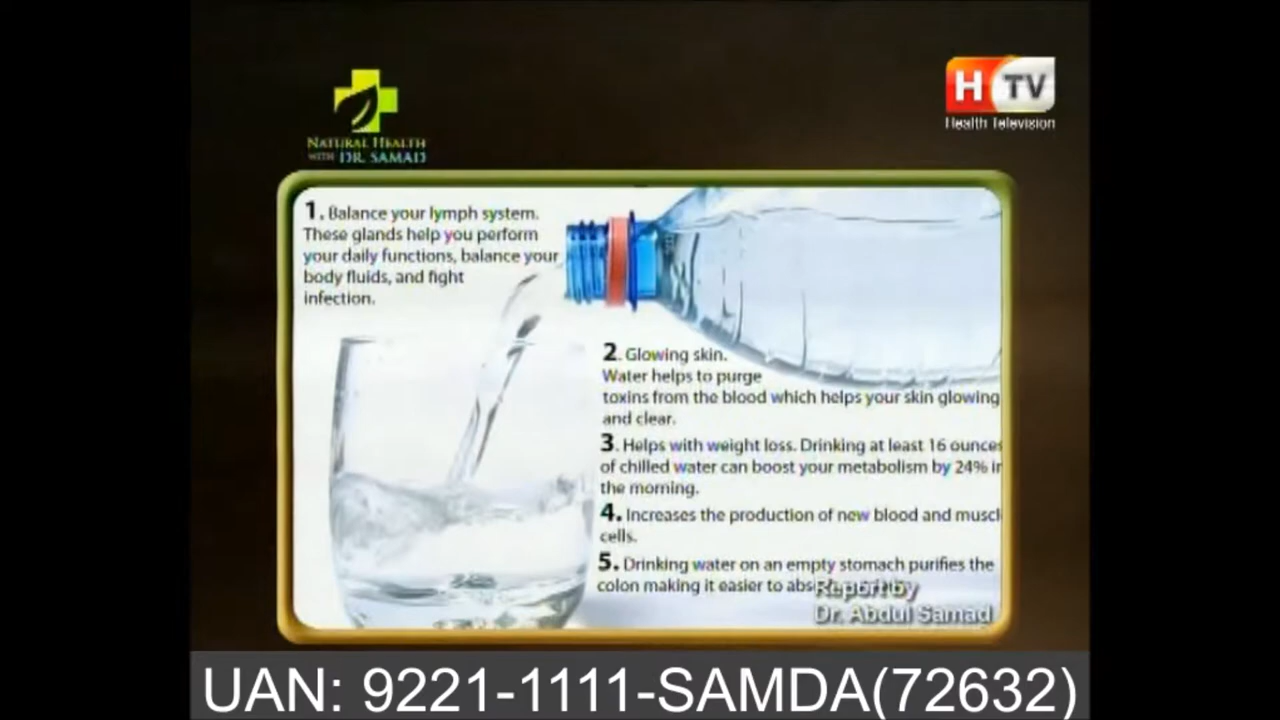 H TV
Health Television
NATURAL HEALTH
WITH DR. SAMAD
1. Balance your lymph system.
These glands help you perform
your daily functions, balance your
body fluids, and fight
infection.
2. Glowing skin.
Water helps to purge
toxins from the blood which helps your skin glowing
and clear.
3. Helps with weight loss. Drinking at least 16 ounces
of chilled water can boost your metabolism by 24% in
the morning.
4. Increases the production of new blood and muscl
cells.
5. Drinking water on an empty stomach purifies the
colon making it easier to
Report by
Dr. Abdul Samad
UAN: 9221-1111-SAMDA(72632)